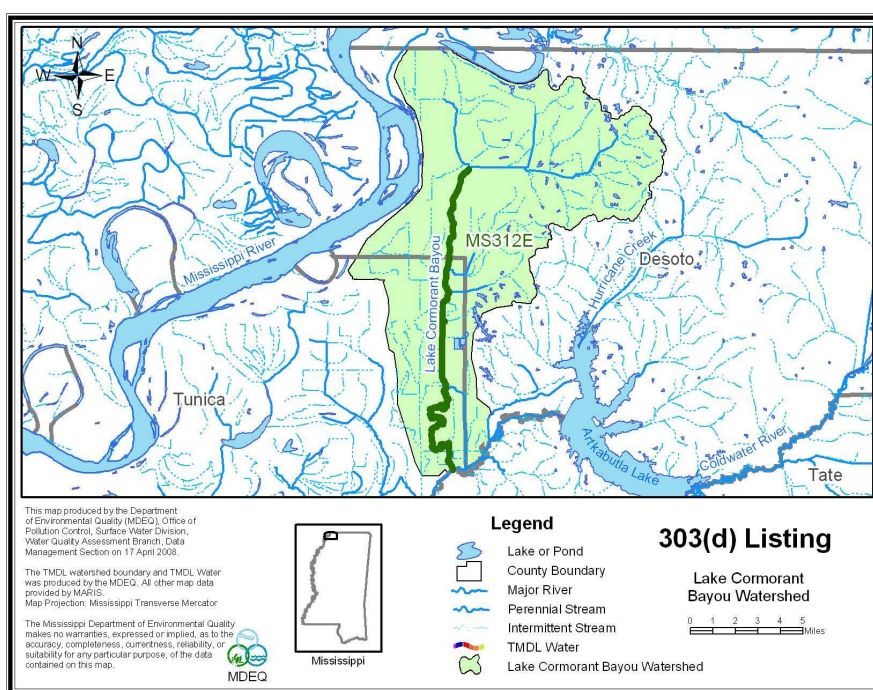 N
W E
S
Mississippi River
Lake Cormorant Bayou
MS312E
Hurricane Creek
Desoto
Tunica
Arkabutla Lake
Coldwater River
Tate
This map produced by the Department
of Environmental Quality (MDEQ), Office of
Pollution Control, Surface Water Division,
Water Quality Assessment Branch, Data
Management Section on 17 April 2008.
The TMDL watershed boundary and TMDL Water
was produced by the MDEQ. All other map data
provided by MARIS.
Map Projection: Mississippi Transverse Mercator
The Mississippi Department of Environmental Quality
makes no warranties, expressed or implied, as to the
accuracy, completeness, currentness, reliability, or
suitability for any particular purpose, of the data
contained on this map.
MDEQ
Mississippi
Legend
Lake or Pond
County Boundary
Major River
Perennial Stream
Intermittent Stream
TMDL Water
Lake Cormorant Bayou Watershed
303(d) Listing
Lake Cormorant
Bayou Watershed
0 1 2 3 4 5
Miles